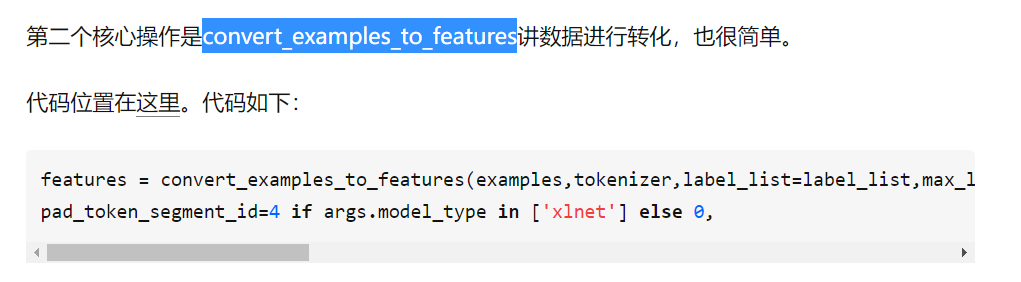 第二个核心操作是convert_examples_to_features讲数据进行转化，也很简单。
代码位置在这里。代码如下：
features = convert_examples_to_features(examples,tokenizer,label_list=label_list,max_l
pad_token_segment_id=4 if args.model_type in ['xlnet'] else 0,